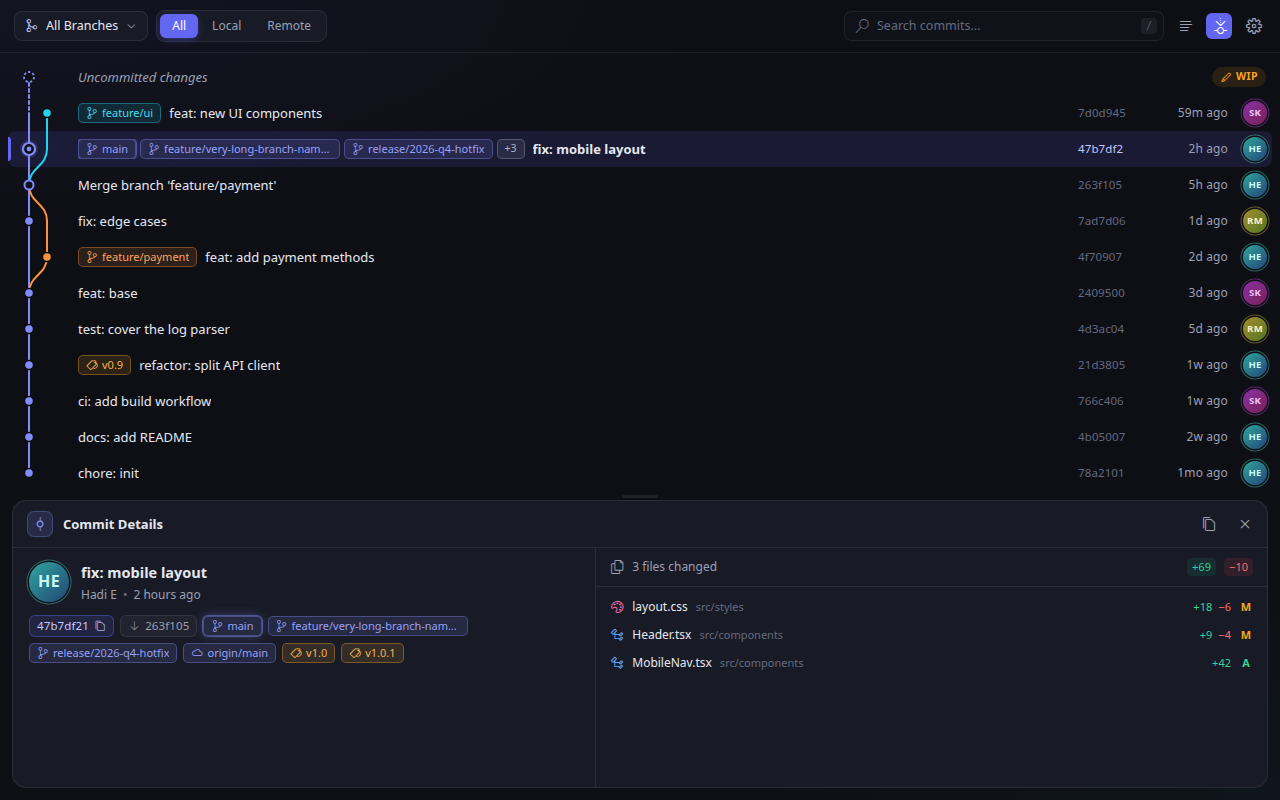 All Branches All Local Remote Search commits... /
Uncommitted changes WIP
feature/ui feat: new UI components 7d0d945 59m ago SK
main feature/very-long-branch-nam... release/2026-q4-hotfix +3 fix: mobile layout 47b7df2 2h ago HE
Merge branch 'feature/payment' 263f105 5h ago HE
fix: edge cases 7ad7d06 1d ago RM
feature/payment feat: add payment methods 4f70907 2d ago HE
feat: base 2409500 3d ago SK
test: cover the log parser 4d3ac04 5d ago RM
v0.9 refactor: split API client 21d3805 1w ago HE
ci: add build workflow 766c406 1w ago SK
docs: add README 4b05007 2w ago HE
chore: init 78a2101 1mo ago HE
Commit Details
HE fix: mobile layout
Hadi E • 2 hours ago
47b7df21 263f105 main feature/very-long-branch-nam...
release/2026-q4-hotfix origin/main v1.0 v1.0.1
3 files changed +69 −10
layout.css src/styles +18 −6 M
Header.tsx src/components +9 −4 M
MobileNav.tsx src/components +42 A